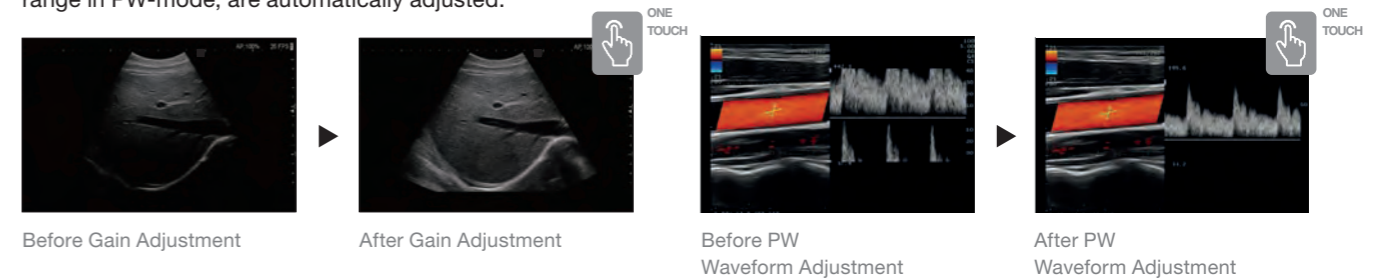 range in PW-mode, are automatically adjusted.
ONE
TOUCH
ONE
TOUCH
Before Gain Adjustment
After Gain Adjustment
Before PW
Waveform Adjustment
After PW
Waveform Adjustment